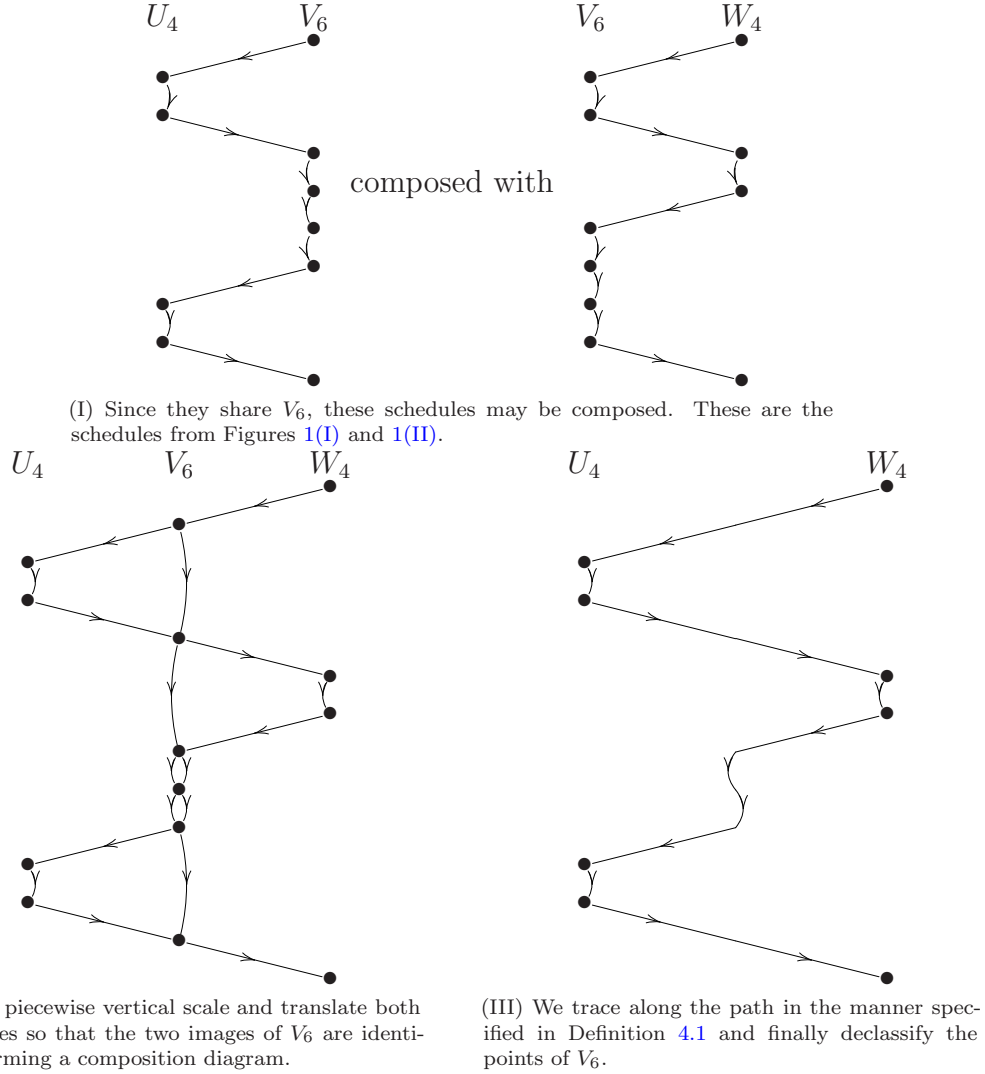 U₄ V₆ V₆ W₄
composed with
(I) Since they share V₆, these schedules may be composed. These are the
schedules from Figures 1(I) and 1(II).
U₄ V₆ W₄ U₄ W₄
piecewise vertical scale and translate both
es so that the two images of V₆ are identi-
rming a composition diagram.
(III) We trace along the path in the manner spec-
ified in Definition 4.1 and finally declassify the
points of V₆.